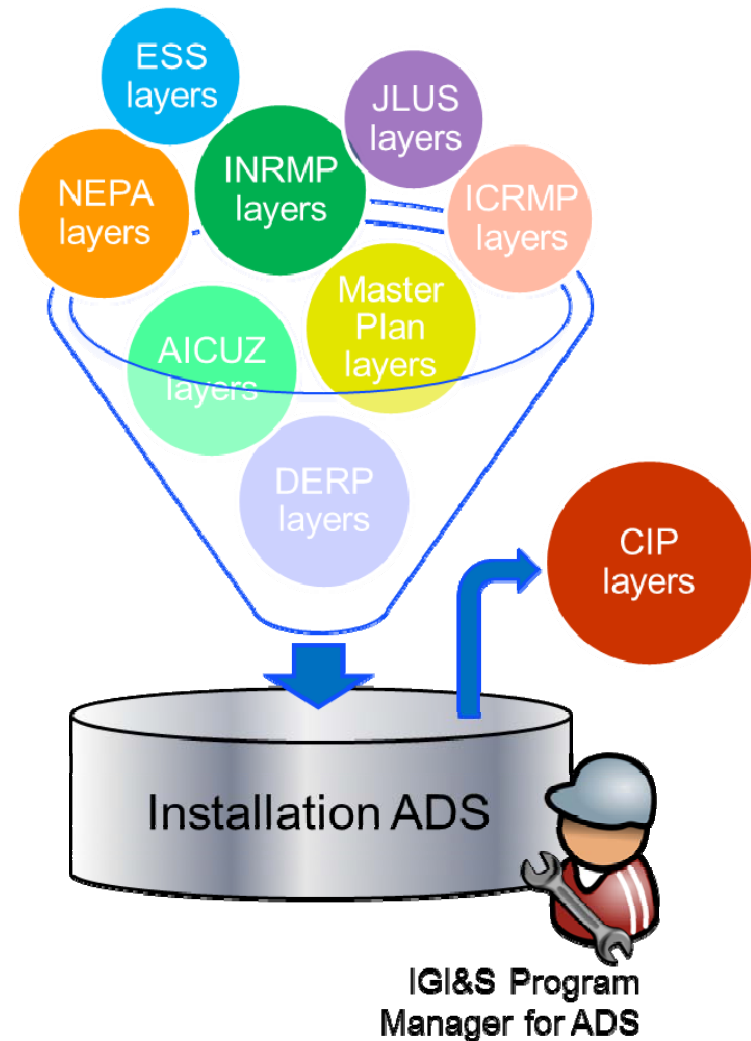 ESS
layers
JLUS
layers
NEPA
layers
INRMP
layers
ICRMP
layers
Master
Plan
layers
AICUZ
layers
DERP
layers
CIP
layers
Installation ADS
IGI&S Program
Manager for ADS